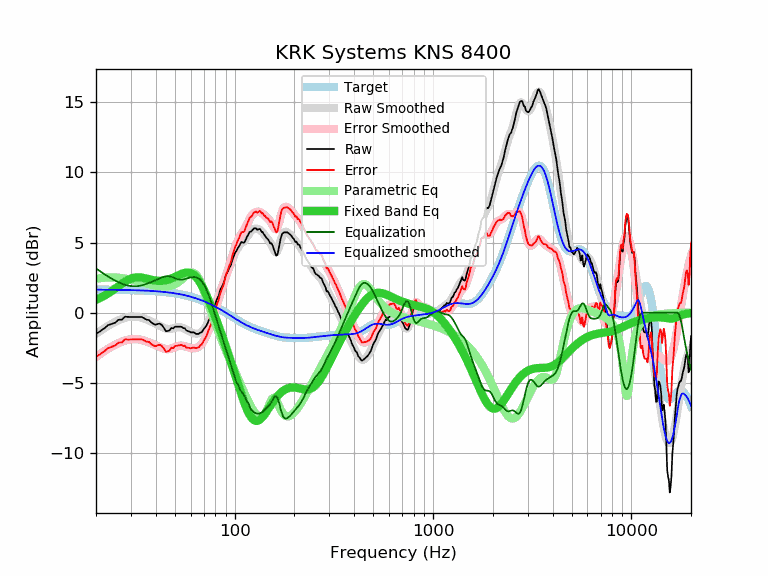 KRK Systems KNS 8400
Target
Raw Smoothed
Error Smoothed
Raw
Error
Parametric Eq
Fixed Band Eq
Equalization
Equalized smoothed
15
10
5
0
−5
−10
Amplitude (dBr)
100
1000
10000
Frequency (Hz)